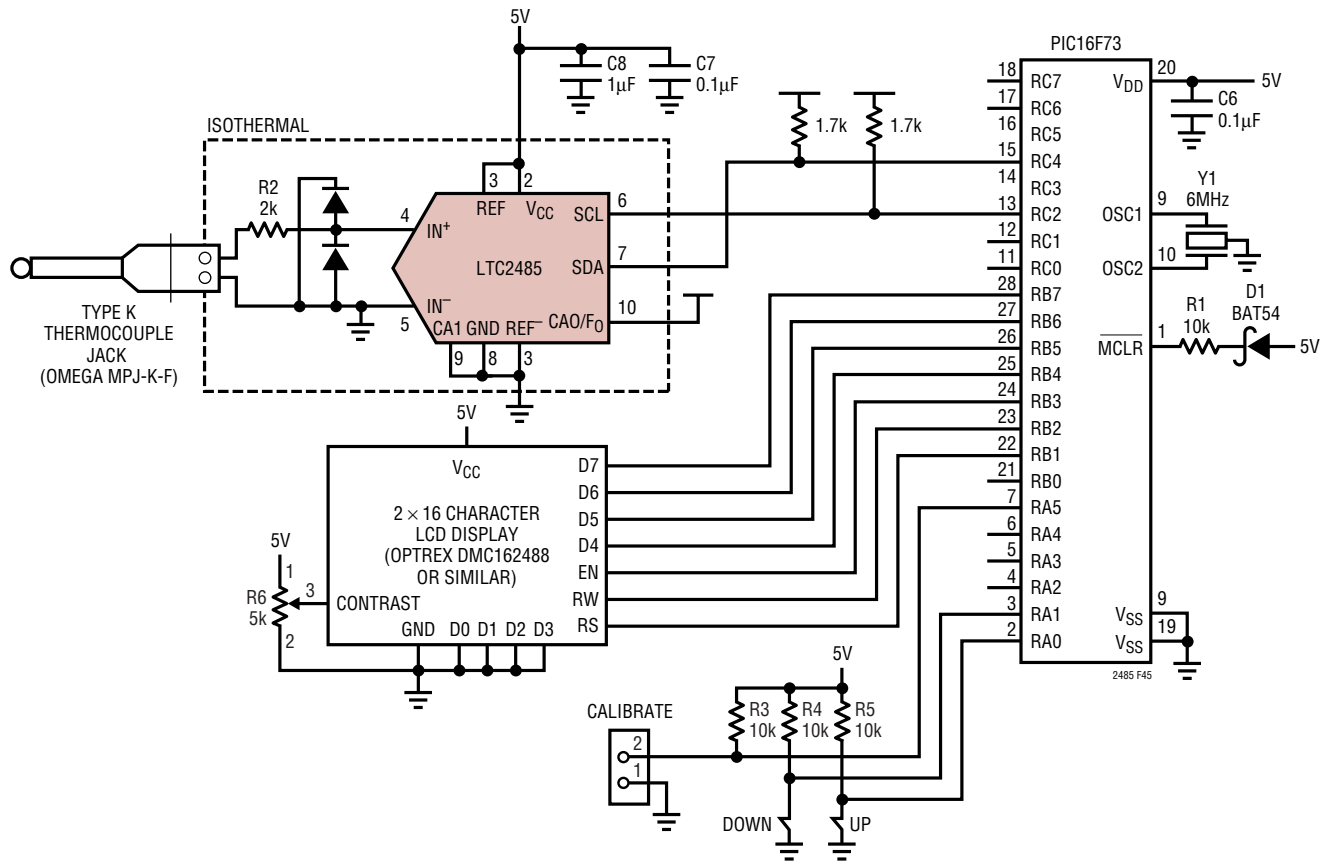 5V
C8
1µF
C7
0.1µF
ISOTHERMAL
R2
2k
TYPE K
THERMOCOUPLE
JACK
(OMEGA MPJ-K-F)
4
IN+
5
IN–
3
REF
2
VCC
LTC2485
SCL
6
SDA
7
CAO/FO
10
CA1
GND
REF–
9
8
3
1.7k
1.7k
PIC16F73
18
RC7
17
RC6
16
RC5
15
RC4
14
RC3
13
RC2
12
RC1
11
RC0
28
RB7
27
RB6
26
RB5
25
RB4
24
RB3
23
RB2
22
RB1
21
RB0
7
RA5
6
RA4
5
RA3
4
RA2
3
RA1
2
RA0
VDD
20
5V
C6
0.1µF
Y1
6MHz
OSC1
9
OSC2
10
D1
BAT54
R1
10k
MCLR
1
5V
VSS
9
VSS
19
2485 F45
5V
VCC
2 × 16 CHARACTER
LCD DISPLAY
(OPTREX DMC162488
OR SIMILAR)
D7
D6
D5
D4
EN
RW
RS
5V
1
R6
5k
3
2
CONTRAST
GND
D0
D1
D2
D3
5V
CALIBRATE
2
1
R3
10k
R4
10k
R5
10k
DOWN
UP